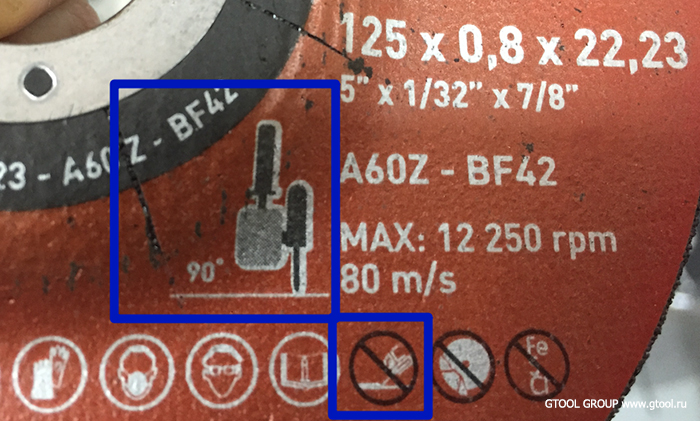 125 x 0,8 x 22,23
5" x 1/32" x 7/8"
23 - A60Z - BF42
A60Z - BF42
MAX: 12 250 rpm
80 m/s
90°
Fe
GTOOL GROUP www.gtool.ru